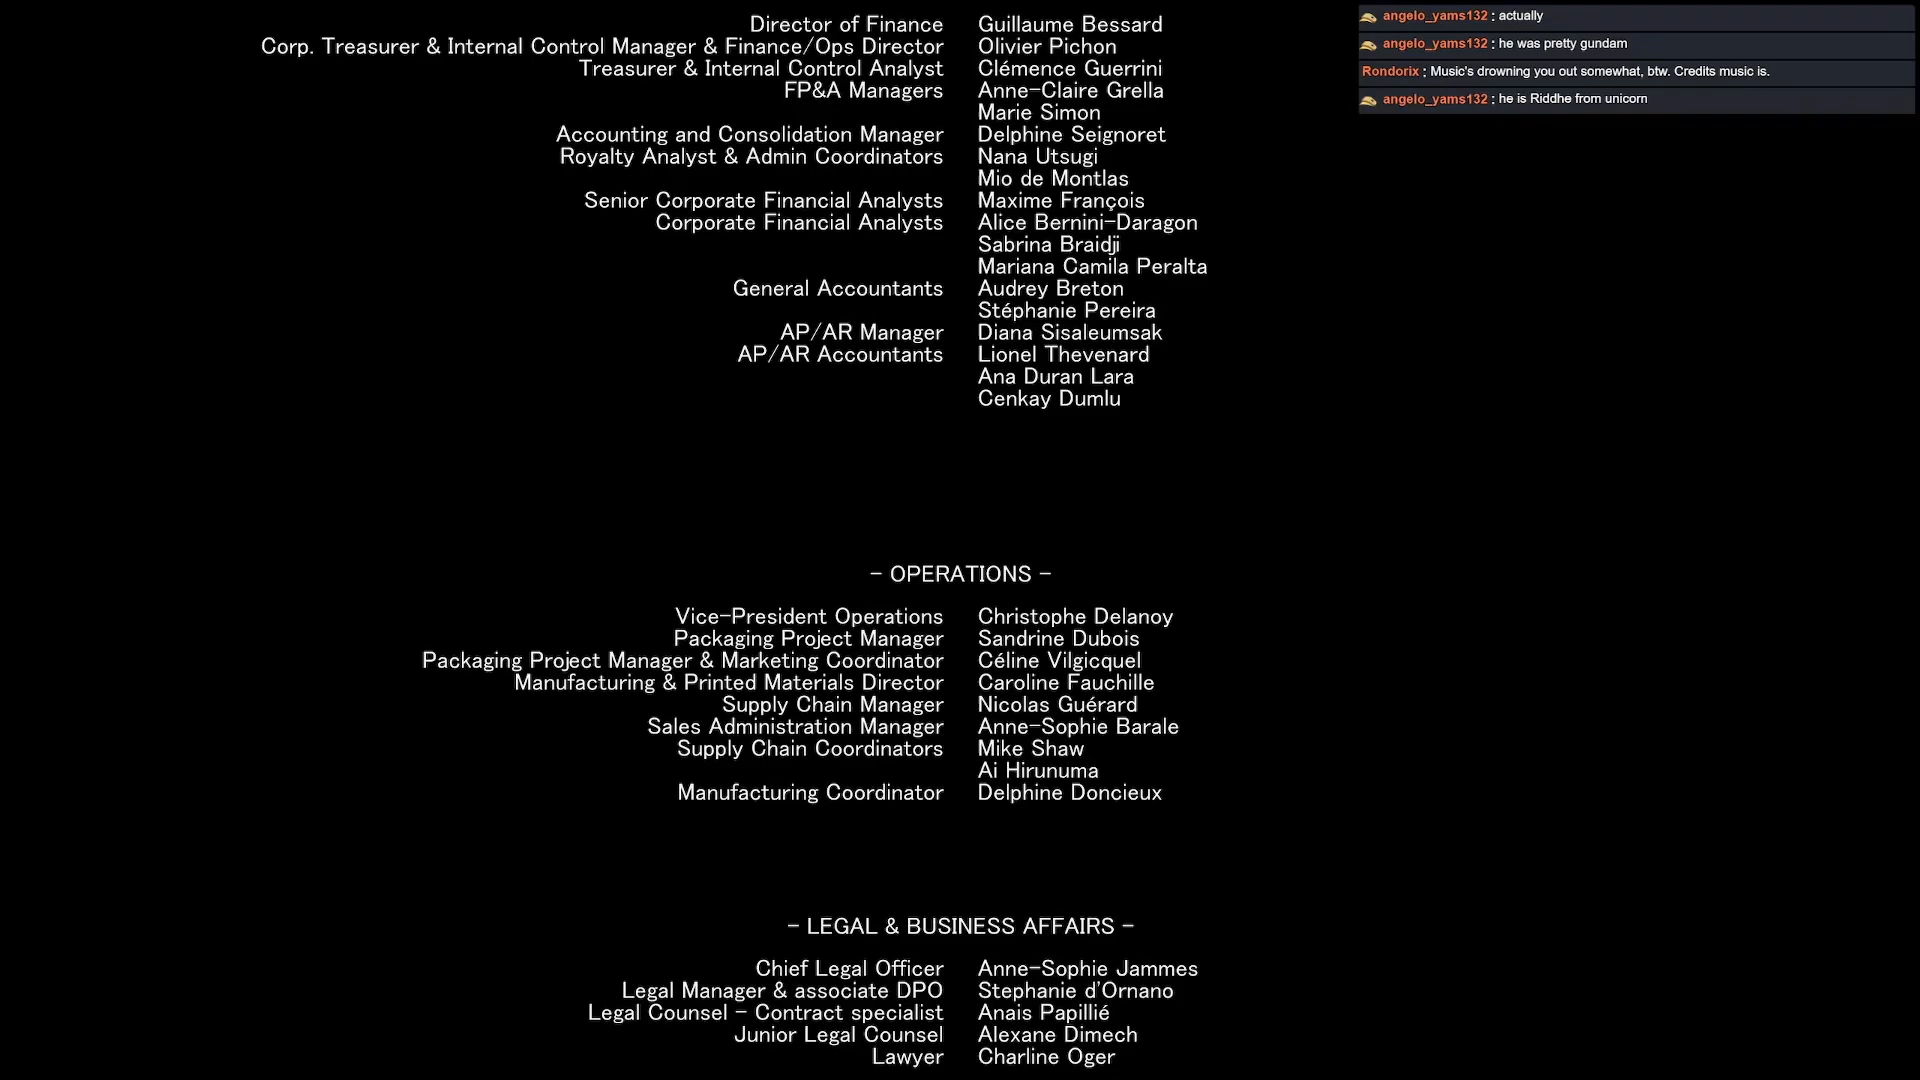 Director of Finance Guillaume Bessard
Corp. Treasurer & Internal Control Manager & Finance/Ops Director Olivier Pichon
Treasurer & Internal Control Analyst Clémence Guerrini
FP&A Managers Anne-Claire Grella
Marie Simon
Accounting and Consolidation Manager Delphine Seignoret
Royalty Analyst & Admin Coordinators Nana Utsugi
Mio de Montlas
Senior Corporate Financial Analysts Maxime François
Corporate Financial Analysts Alice Bernini-Daragon
Sabrina Braidji
Mariana Camila Peralta
General Accountants Audrey Breton
Stéphanie Pereira
AP/AR Manager Diana Sisaleumsak
AP/AR Accountants Lionel Thevenard
Ana Duran Lara
Cenkay Dumlu
- OPERATIONS -
Vice-President Operations Christophe Delanoy
Packaging Project Manager Sandrine Dubois
Packaging Project Manager & Marketing Coordinator Céline Vilgicquel
Manufacturing & Printed Materials Director Caroline Fauchille
Supply Chain Manager Nicolas Guérard
Sales Administration Manager Anne-Sophie Barale
Supply Chain Coordinators Mike Shaw
Ai Hirunuma
Manufacturing Coordinator Delphine Doncieux
- LEGAL & BUSINESS AFFAIRS -
Chief Legal Officer Anne-Sophie Jammes
Legal Manager & associate DPO Stephanie d'Ornano
Legal Counsel - Contract specialist Anais Papillié
Junior Legal Counsel Alexane Dimech
Lawyer Charline Oger
angelo_yams132 : actually
angelo_yams132 : he was pretty gundam
Rondorix : Music's drowning you out somewhat, btw. Credits music is.
angelo_yams132 : he is Riddhe from unicorn